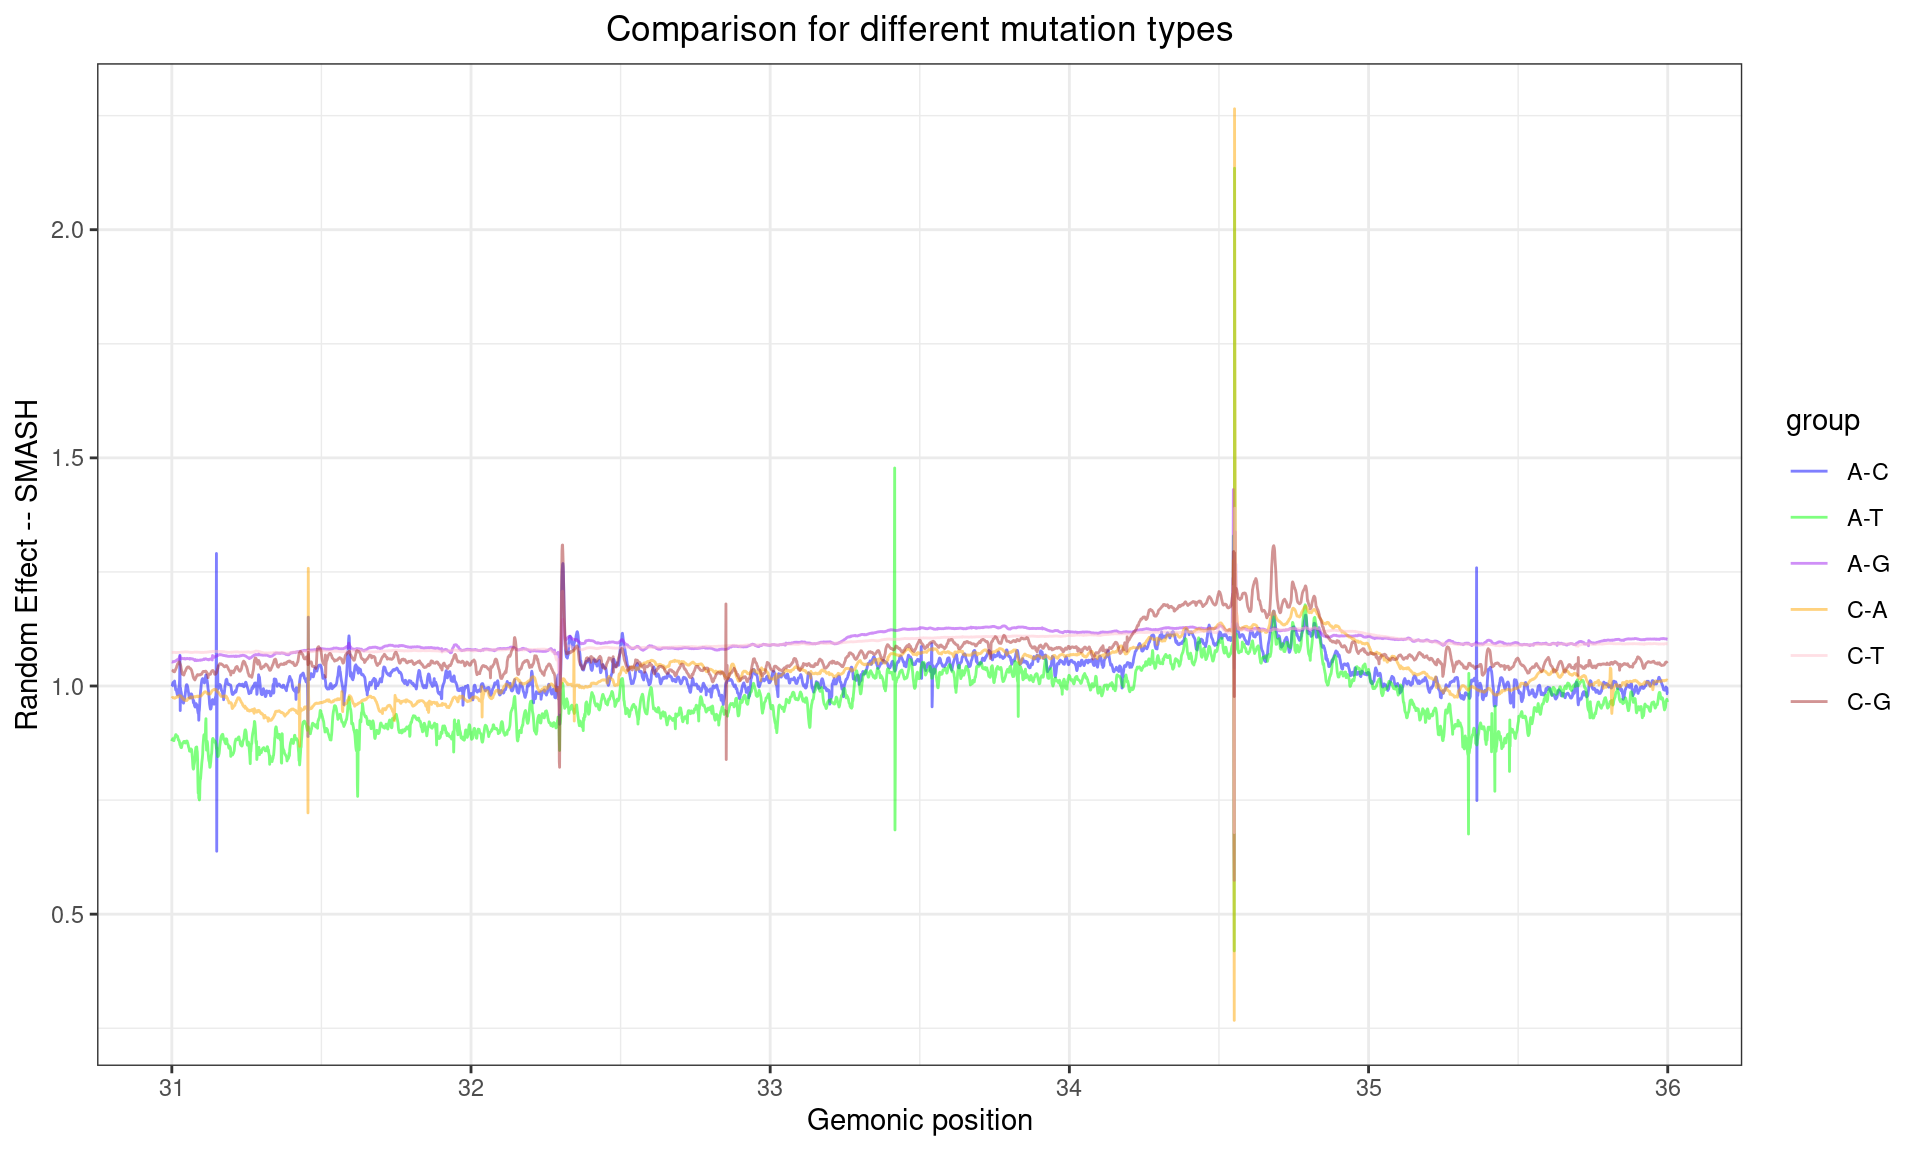 Comparison for different mutation types
Random Effect -- SMASH
2.0
1.5
1.0
0.5
31 32 33 34 35 36
Gemonic position
group
A-C
A-T
A-G
C-A
C-T
C-G